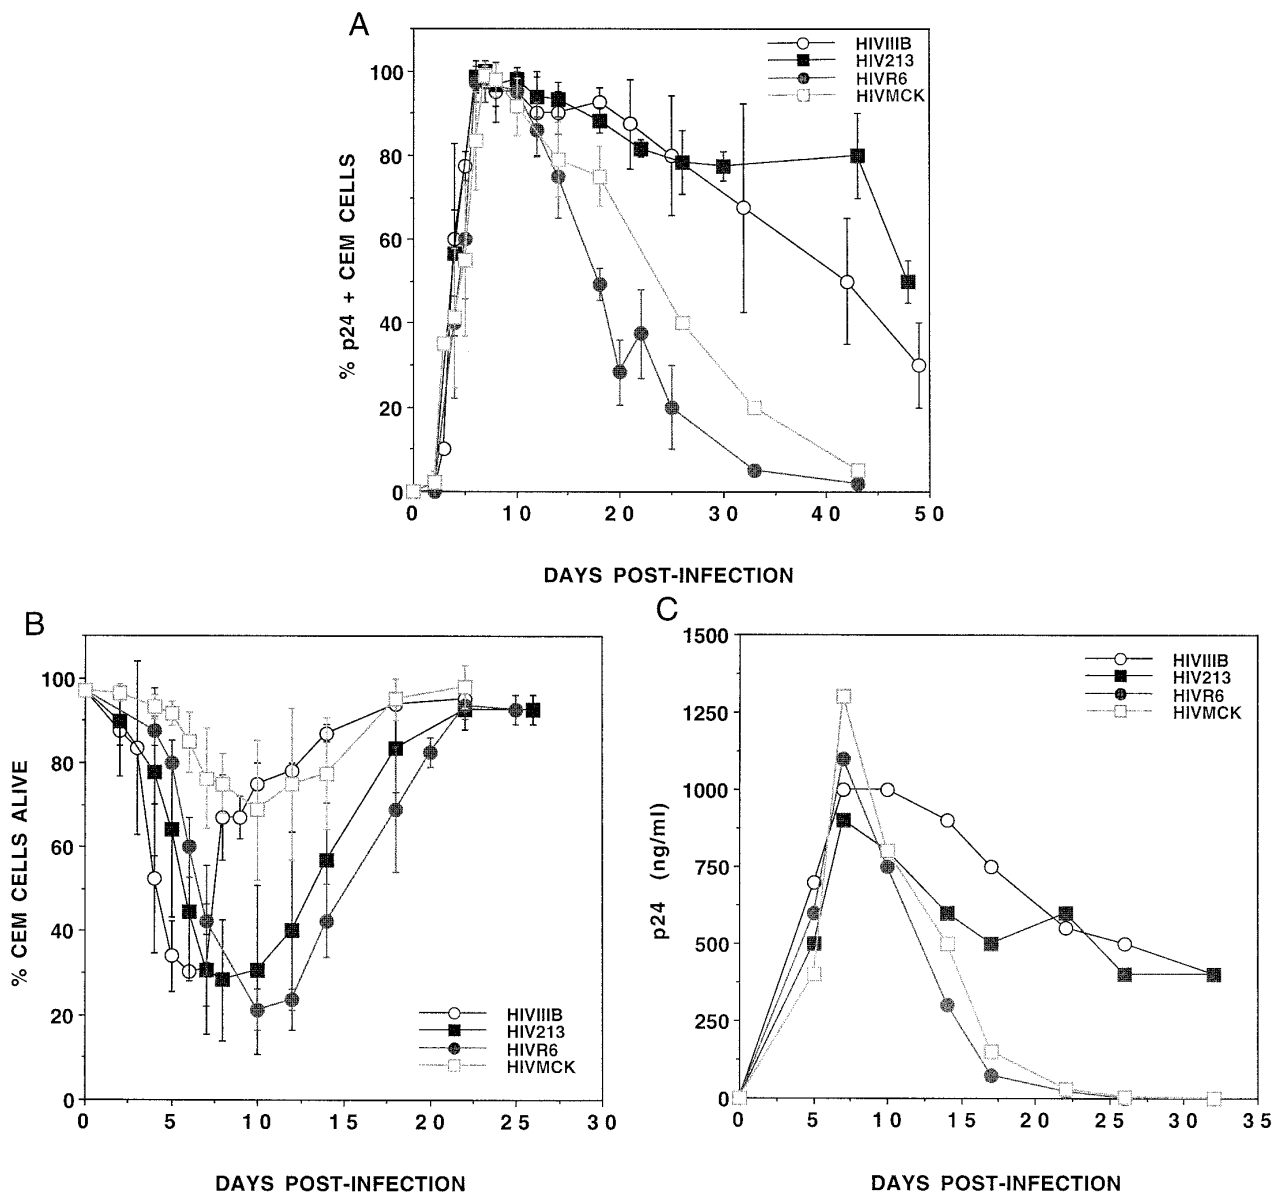 A
HIVIIIB
HIV213
HIVR6
HIVMCK
100
80
60
40
20
0
% p24 + CEM CELLS
0 10 20 30 40 50
DAYS POST-INFECTION
B
100
80
60
40
20
0
% CEM CELLS ALIVE
HIVIIIB
HIV213
HIVR6
HIVMCK
0 5 10 15 20 25 30
DAYS POST-INFECTION
C
1500
1250
1000
750
500
250
0
p24 (ng/ml)
HIVIIIB
HIV213
HIVR6
HIVMCK
0 5 10 15 20 25 30 35
DAYS POST-INFECTION